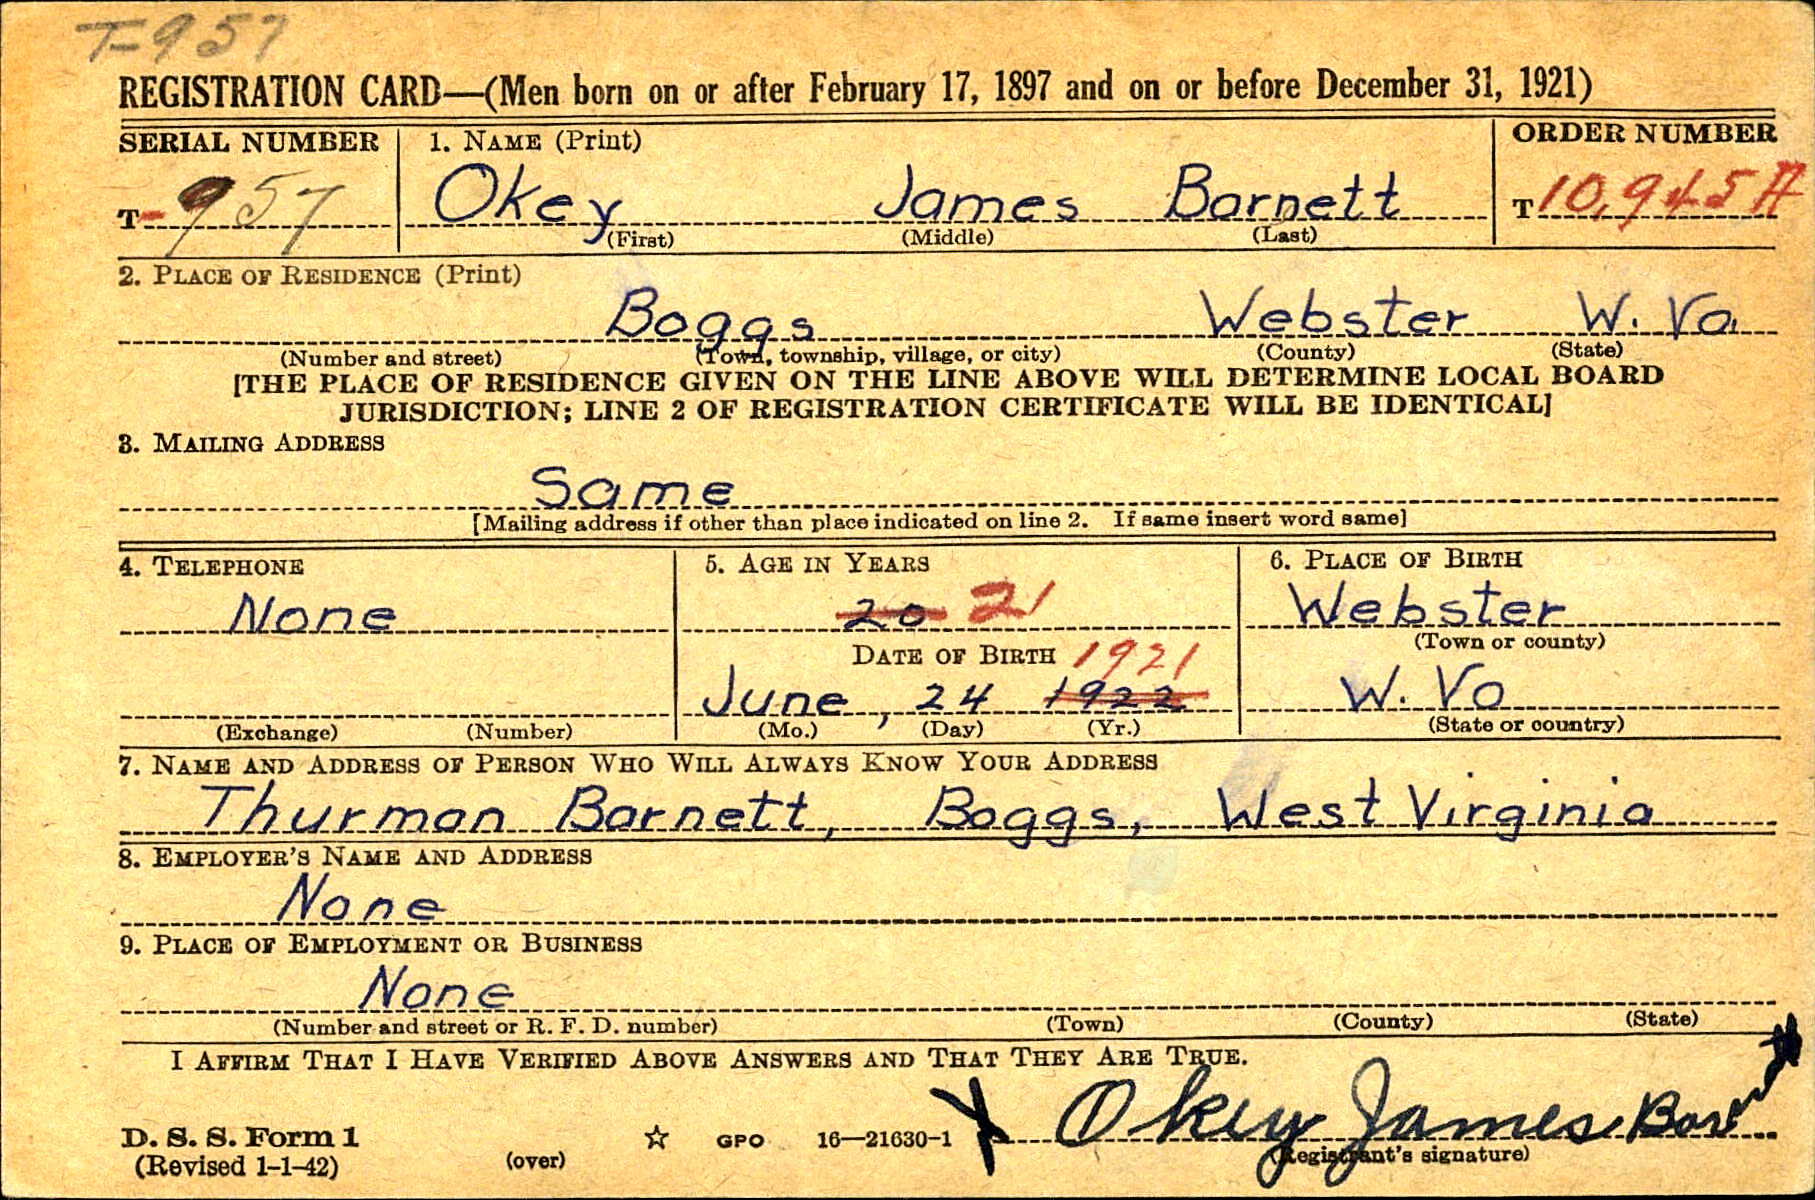 T-957
REGISTRATION CARD—(Men born on or after February 17, 1897 and on or before December 31, 1921)
SERIAL NUMBER 1. NAME (Print) ORDER NUMBER
T-957 Okey James Barnett T 10,945 A
(First) (Middle) (Last)
2. PLACE OF RESIDENCE (Print)
Boggs Webster W. Va.
(Number and street) (Town, township, village, or city) (County) (State)
[THE PLACE OF RESIDENCE GIVEN ON THE LINE ABOVE WILL DETERMINE LOCAL BOARD
JURISDICTION; LINE 2 OF REGISTRATION CERTIFICATE WILL BE IDENTICAL]
3. MAILING ADDRESS
Same
[Mailing address if other than place indicated on line 2. If same insert word same]
4. TELEPHONE 5. AGE IN YEARS 6. PLACE OF BIRTH
None 20 21 Webster
(Town or county)
DATE OF BIRTH 1921
June, 24 1922 W. Va
(Exchange) (Number) (Mo.) (Day) (Yr.) (State or country)
7. NAME AND ADDRESS OF PERSON WHO WILL ALWAYS KNOW YOUR ADDRESS
Thurman Barnett, Boggs, West Virginia
8. EMPLOYER'S NAME AND ADDRESS
None
9. PLACE OF EMPLOYMENT OR BUSINESS
None
(Number and street or R. F. D. number) (Town) (County) (State)
I AFFIRM THAT I HAVE VERIFIED ABOVE ANSWERS AND THAT THEY ARE TRUE.
X Okey James Barnett
D. S. S. Form 1 ☆ GPO 16—21630-1
(Registrant's signature)
(Revised 1-1-42) (over)